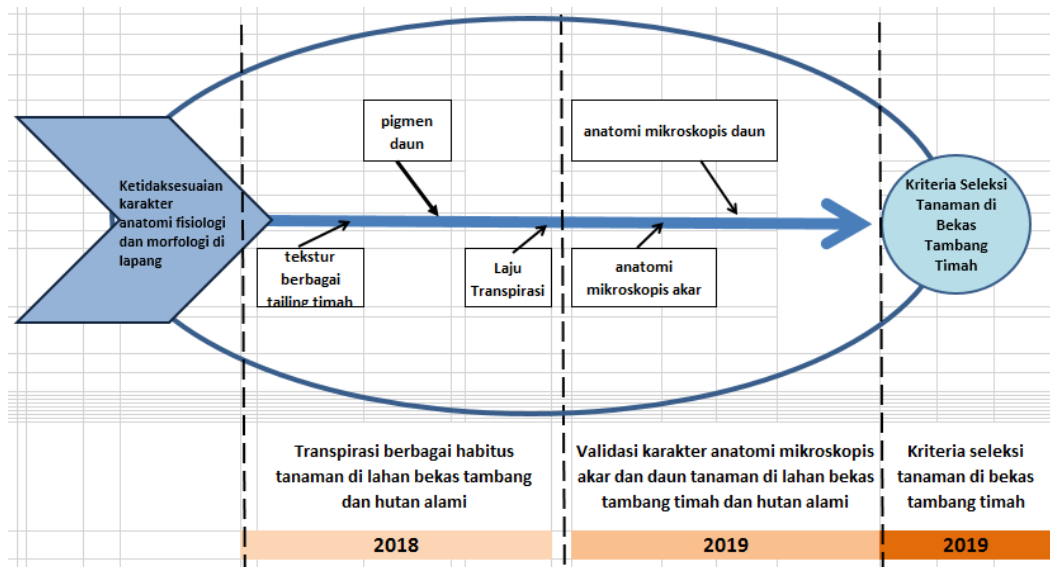 pigmen
daun
anatomi mikroskopis daun
Ketidaksesuaian
karakter
anatomi fisiologi
dan morfologi di
lapang
Kriteria Seleksi
Tanaman di
Bekas
Tambang
Timah
tekstur
berbagai
tailing timah
Laju
Transpirasi
anatomi
mikroskopis akar
Transpirasi berbagai habitus
tanaman di lahan bekas tambang
dan hutan alami
Validasi karakter anatomi mikroskopis
akar dan daun tanaman di lahan bekas
tambang timah dan hutan alami
Kriteria seleksi
tanaman di bekas
tambang timah
2018
2019
2019